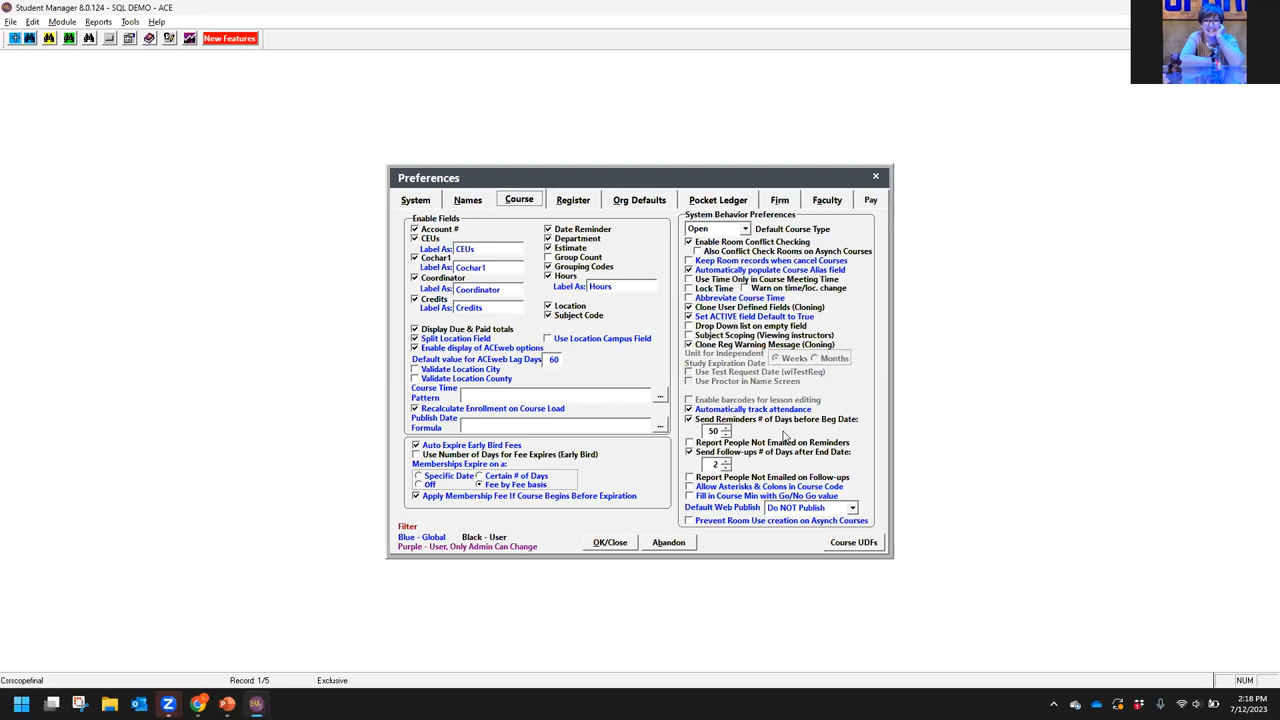 Student Manager 8.0.124 - SQL DEMO - ACE
File Edit Module Reports Tools Help
New Features
Preferences
System Names Course Register Org Defaults Pocket Ledger Firm Faculty Pay
Enable Fields
Account #
CEUs
Label As: CEUs
Cochar1
Label As: Cochar1
Coordinator
Label As: Coordinator
Credits
Label As: Credits
Date Reminder
Department
Estimate
Group Count
Grouping Codes
Hours
Label As: Hours
Location
Subject Code
Display Due & Paid totals
Split Location Field
Use Location Campus Field
Enable display of ACEweb options
Default value for ACEweb Lag Days 60
Validate Location City
Validate Location County
Course Time
Pattern ...
Recalculate Enrollment on Course Load
Publish Date
Formula ...
Auto Expire Early Bird Fees
Use Number of Days for Fee Expires (Early Bird)
Memberships Expire on a:
Specific Date Certain # of Days
Off Fee by Fee basis
Apply Membership Fee If Course Begins Before Expiration
System Behavior Preferences
Open Default Course Type
Enable Room Conflict Checking
Also Conflict Check Rooms on Asynch Courses
Keep Room records when cancel Courses
Automatically populate Course Alias field
Use Time Only in Course Meeting Time
Lock Time Warn on time/loc. change
Abbreviate Course Time
Clone User Defined Fields (Cloning)
Set ACTIVE field Default to True
Drop Down list on empty field
Subject Scoping (Viewing instructors)
Clone Reg Warning Message (Cloning)
Unit for Independent
Study Expiration Date Weeks Months
Use Test Request Date (wiTestReq)
Use Proctor in Name Screen
Enable barcodes for lesson editing
Automatically track attendance
Send Reminders # of Days before Beg Date:
50
Report People Not Emailed on Reminders
Send Follow-ups # of Days after End Date:
2
Report People Not Emailed on Follow-ups
Allow Asterisks & Colons in Course Code
Fill in Course Min with Go/No Go value
Default Web Publish Do NOT Publish
Prevent Room Use creation on Asynch Courses
Filter
Blue - Global Black - User
Purple - User, Only Admin Can Change
OK/Close Abandon Course UDFs
Csrscopefinal Record: 1/5 Exclusive NUM
2:18 PM
7/12/2023